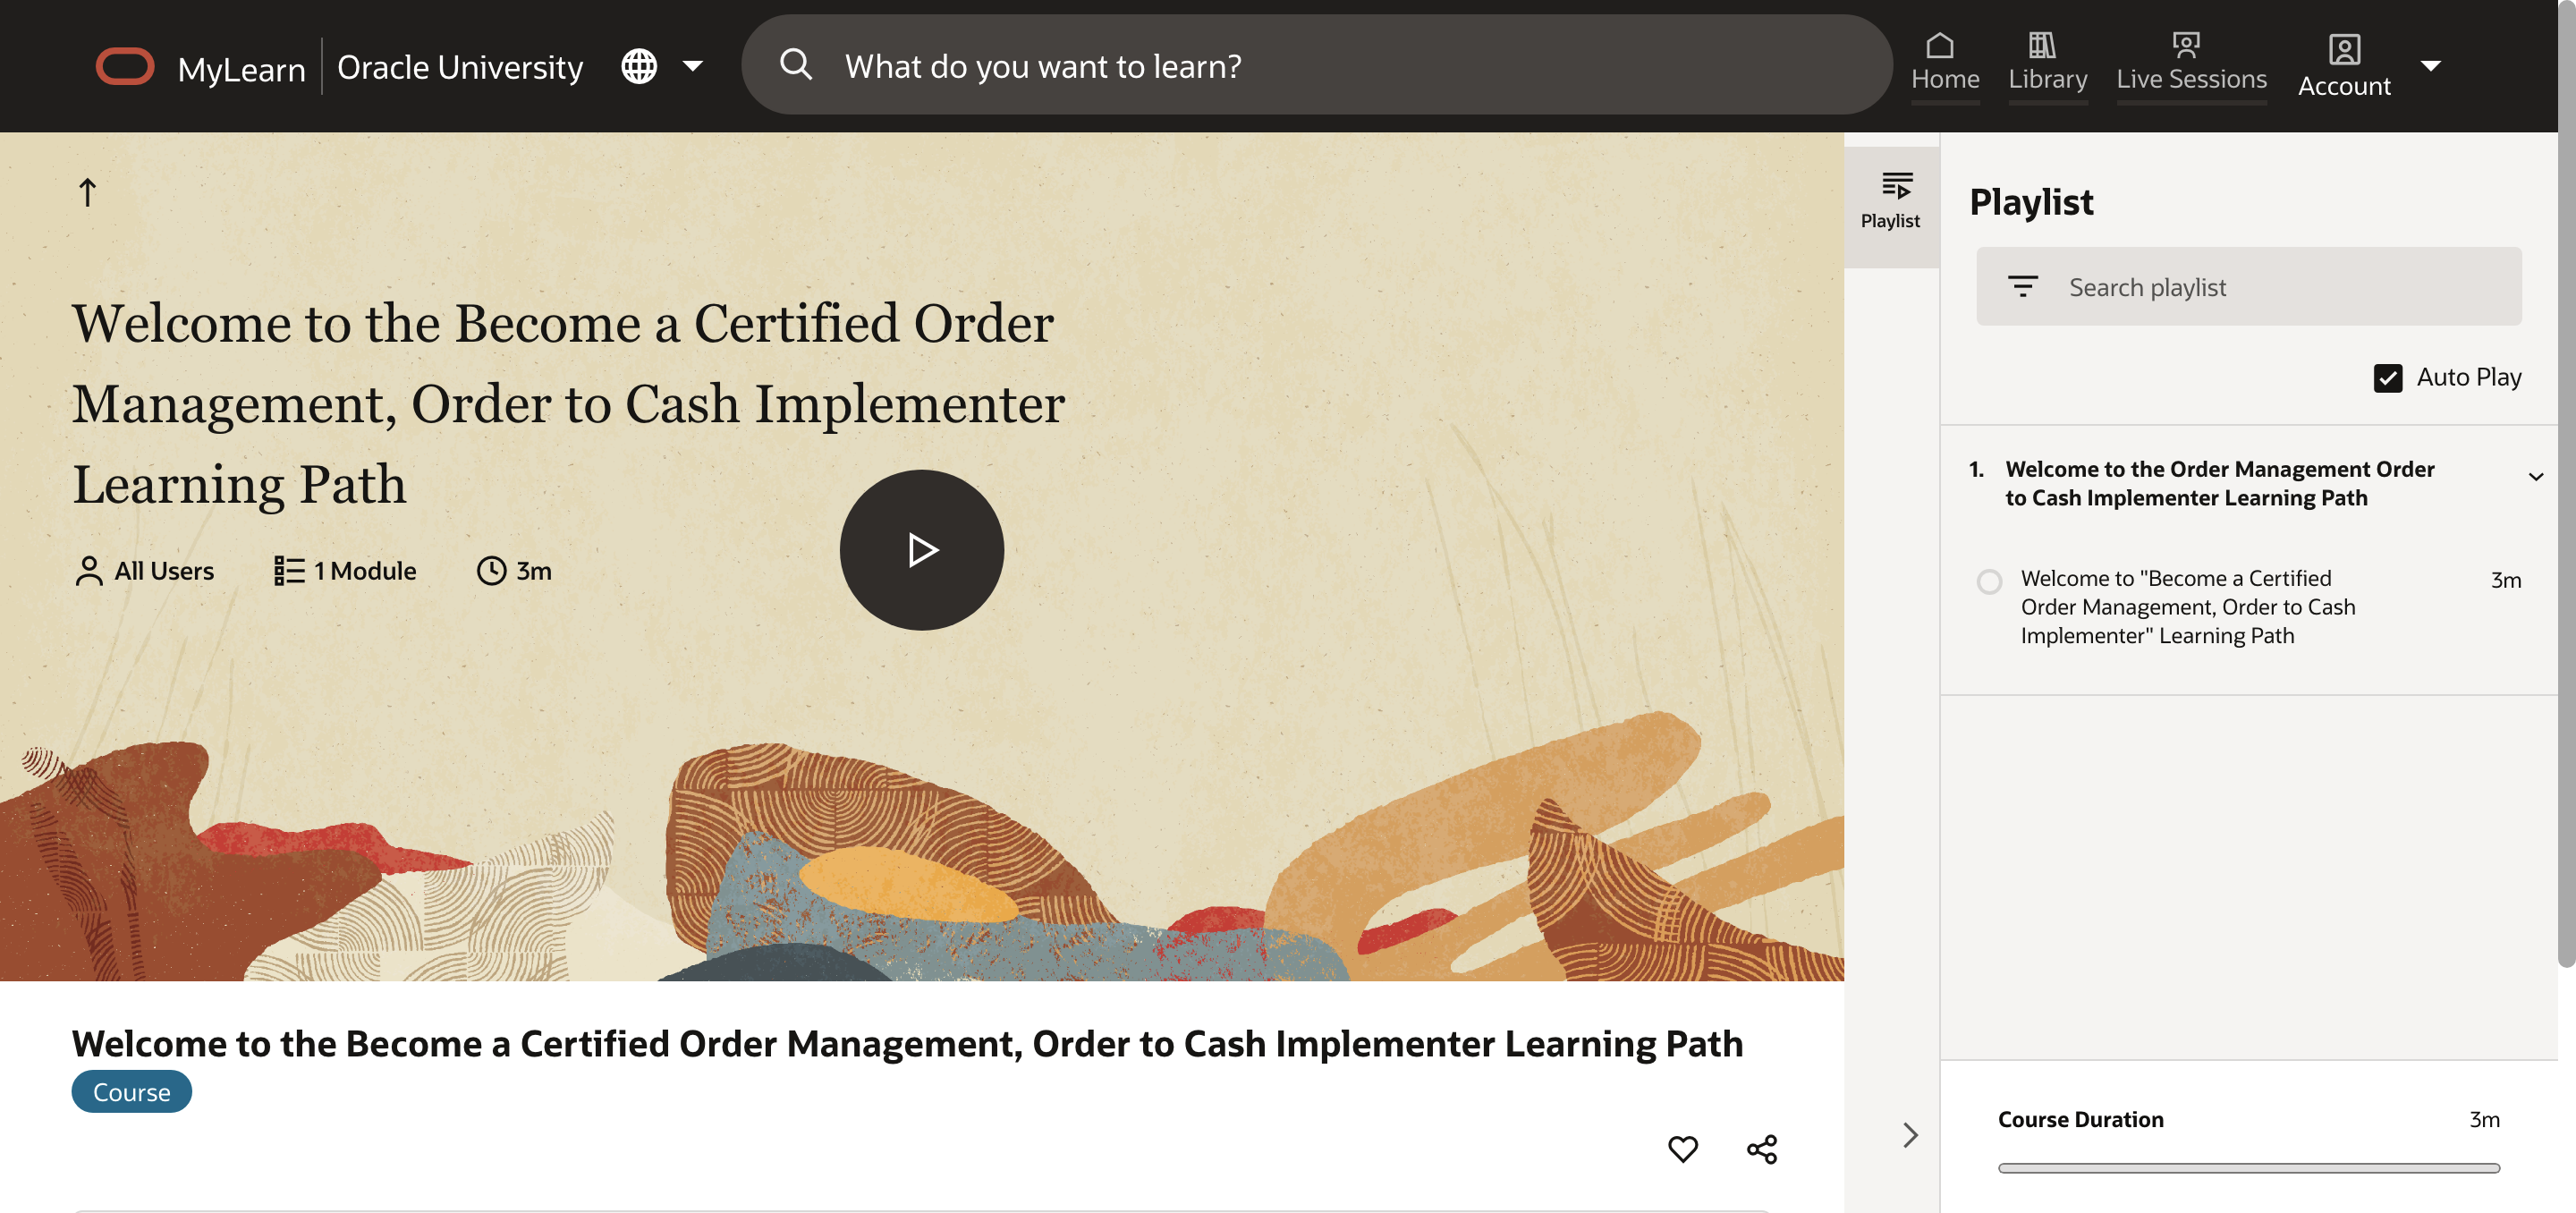 MyLearn
Oracle University
What do you want to learn?
Home
Library
Live Sessions
Account
Welcome to the Become a Certified Order
Management, Order to Cash Implementer
Learning Path
All Users
1 Module
3m
Playlist
Playlist
Search playlist
Auto Play
1. Welcome to the Order Management Order
to Cash Implementer Learning Path
Welcome to "Become a Certified
Order Management, Order to Cash
Implementer" Learning Path
3m
Welcome to the Become a Certified Order Management, Order to Cash Implementer Learning Path
Course
Course Duration
3m